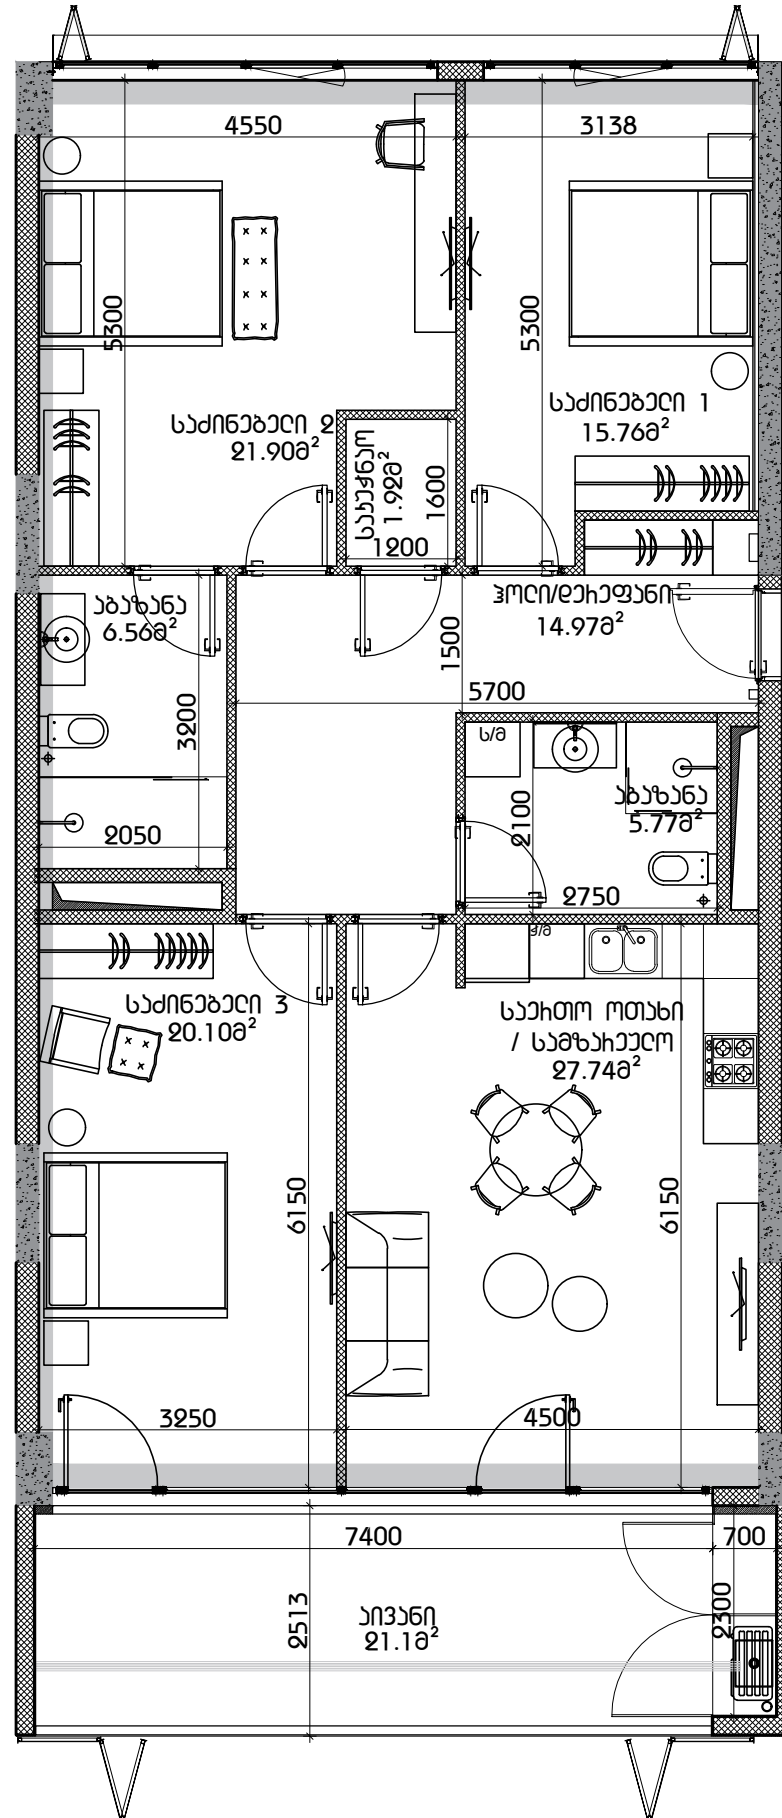 4550
3138
5300
5300
საძინებელი 2
21.90მ²
საძინებელი 1
15.76მ²
საკუჭნაო
1.92მ²
1600
1200
აბაზანა
6.56მ²
ჰოლი/დერეფანი
14.97მ²
1500
5700
3200
ს/მ
აბაზანა
5.77მ²
2100
2050
2750
ჭ/მ
საძინებელი 3
20.10მ²
საერთო ოთახი
/ სამზარეულო
27.74მ²
6150
6150
3250
4500
7400
700
2513
2300
აივანი
21.1მ²